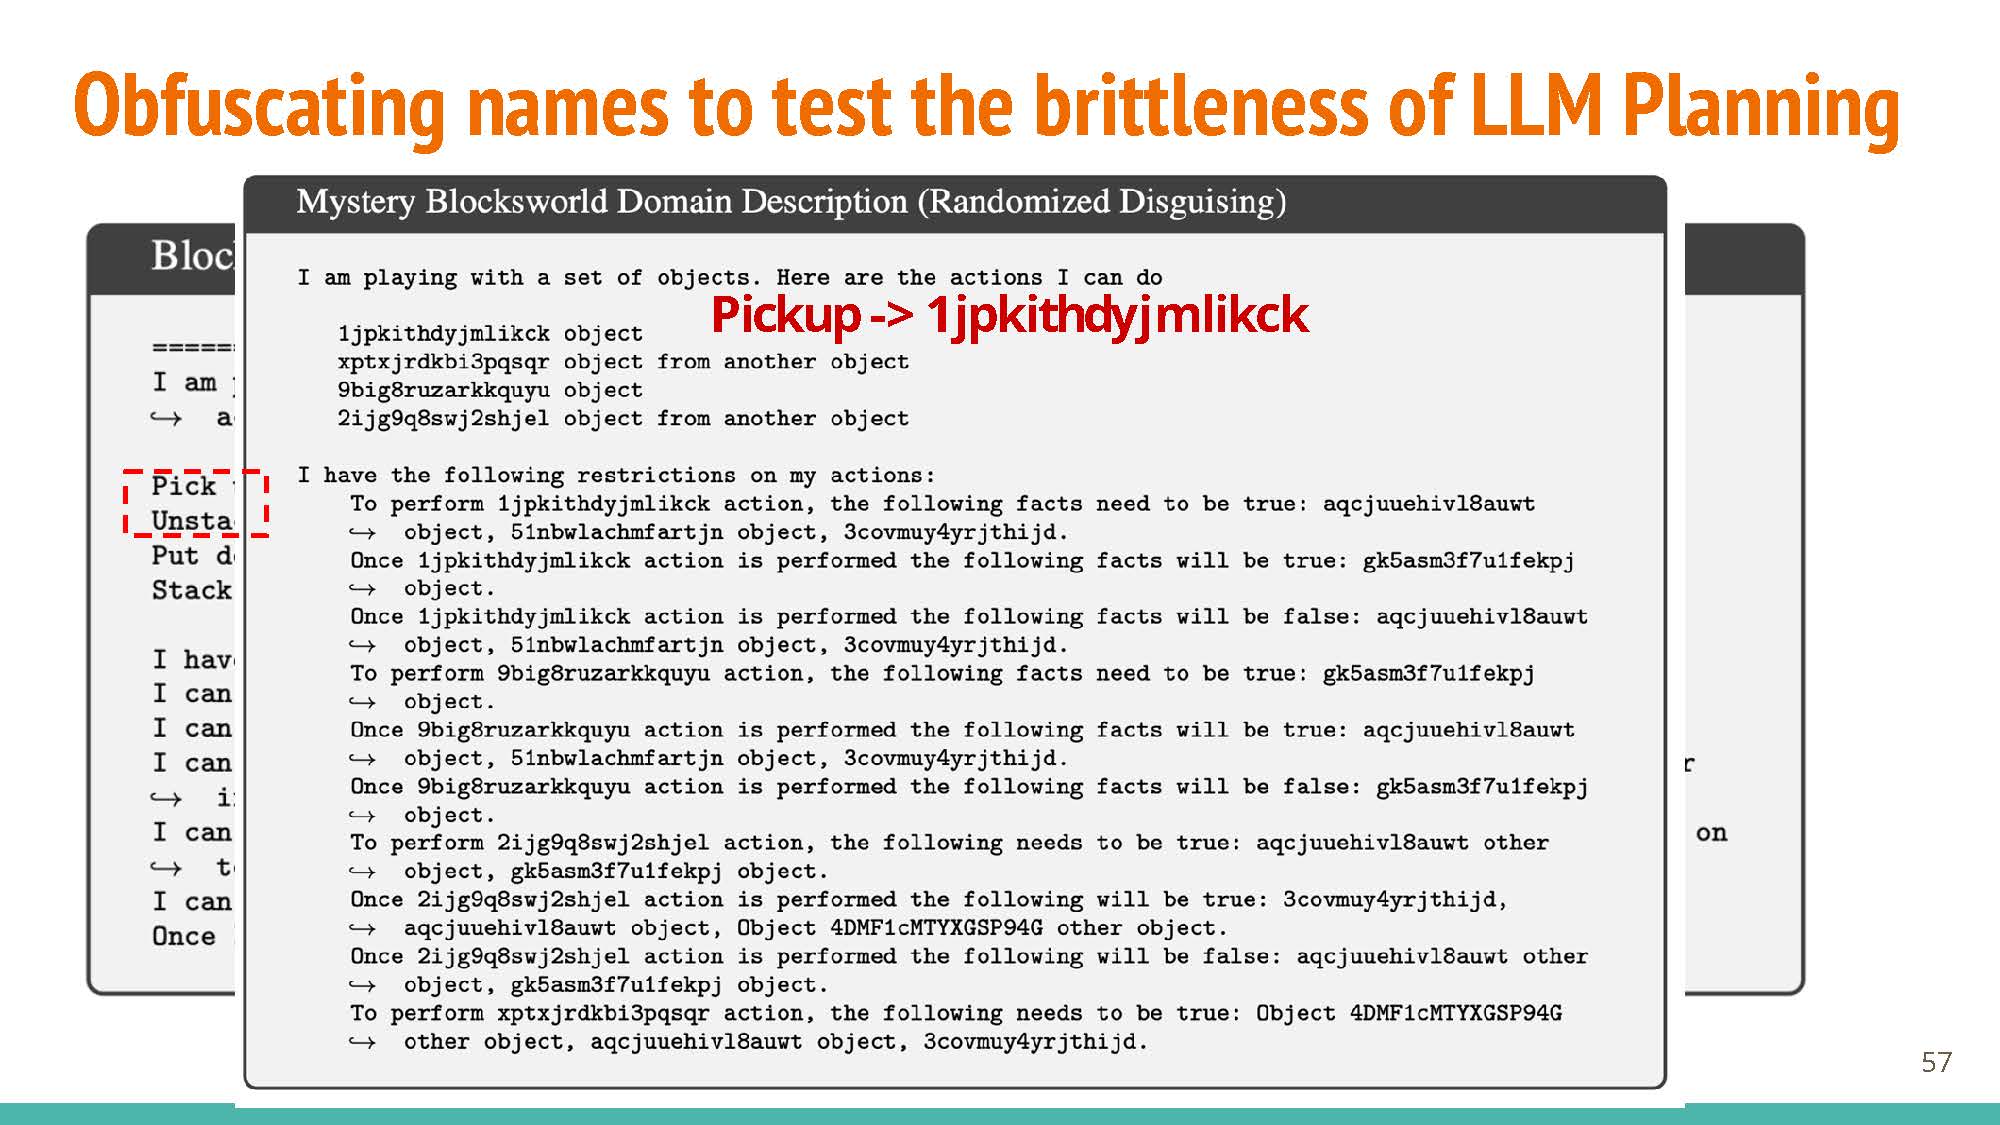 Obfuscating names to test the brittleness of LLM Planning
Mystery Blocksworld Domain Description (Randomized Disguising)
I am playing with a set of objects. Here are the actions I can do
Pickup -> 1jpkithdyjmlikck
1jpkithdyjmlikck object
xptxjrdkbi3pqsqr object from another object
9big8ruzarkkquyu object
2ijg9q8swj2shjel object from another object
I have the following restrictions on my actions:
To perform 1jpkithdyjmlikck action, the following facts need to be true: aqcjuuehivl8auwt
↪ object, 51nbwlachmfartjn object, 3covmuy4yrjthijd.
Once 1jpkithdyjmlikck action is performed the following facts will be true: gk5asm3f7u1fekpj
↪ object.
Once 1jpkithdyjmlikck action is performed the following facts will be false: aqcjuuehivl8auwt
↪ object, 51nbwlachmfartjn object, 3covmuy4yrjthijd.
To perform 9big8ruzarkkquyu action, the following facts need to be true: gk5asm3f7u1fekpj
↪ object.
Once 9big8ruzarkkquyu action is performed the following facts will be true: aqcjuuehivl8auwt
↪ object, 51nbwlachmfartjn object, 3covmuy4yrjthijd.
Once 9big8ruzarkkquyu action is performed the following facts will be false: gk5asm3f7u1fekpj
↪ object.
To perform 2ijg9q8swj2shjel action, the following needs to be true: aqcjuuehivl8auwt other
↪ object, gk5asm3f7u1fekpj object.
Once 2ijg9q8swj2shjel action is performed the following will be true: 3covmuy4yrjthijd,
↪ aqcjuuehivl8auwt object, Object 4DMF1cMTYXGSP94G other object.
Once 2ijg9q8swj2shjel action is performed the following will be false: aqcjuuehivl8auwt other
↪ object, gk5asm3f7u1fekpj object.
To perform xptxjrdkbi3pqsqr action, the following needs to be true: Object 4DMF1cMTYXGSP94G
↪ other object, aqcjuuehivl8auwt object, 3covmuy4yrjthijd.
======
I am
Pick
Put
Stack
I
I can
I can
I can
I can
I can
Once
on
57